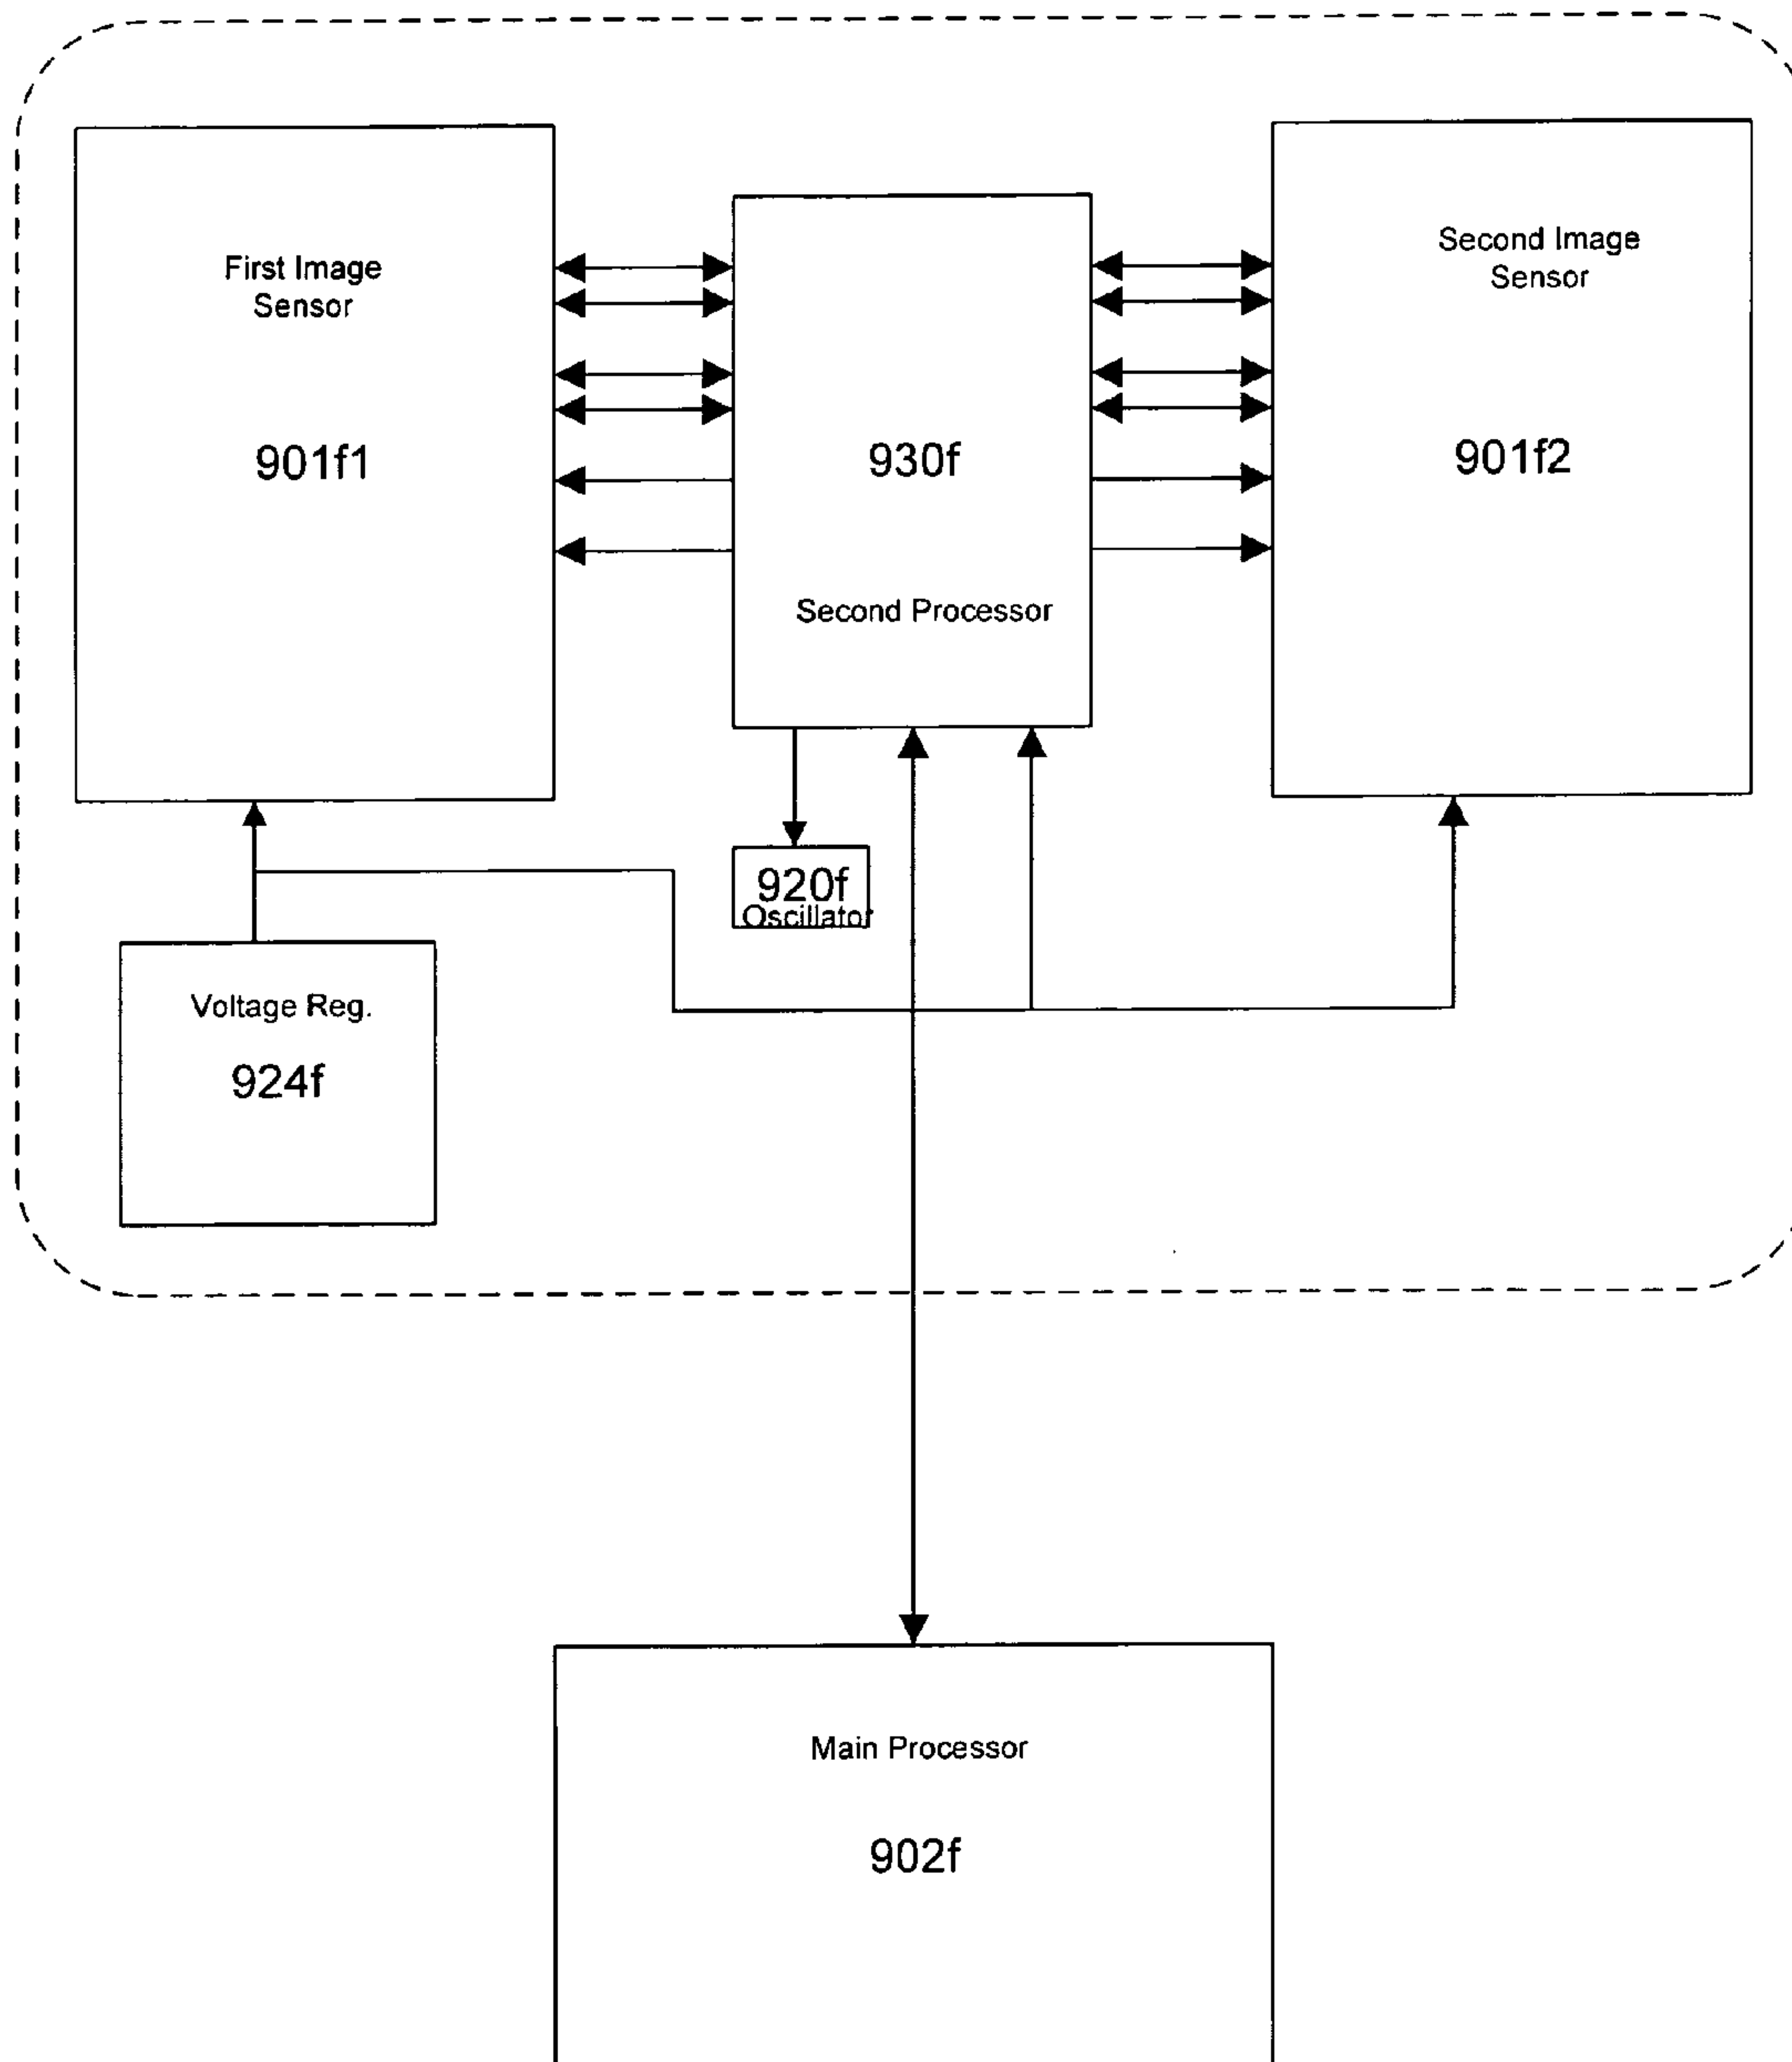 First Image
Sensor
901f1
930f
Second Processor
Second Image
Sensor
901f2
920f
Oscillator
Voltage Reg.
924f
Main Processor
902f